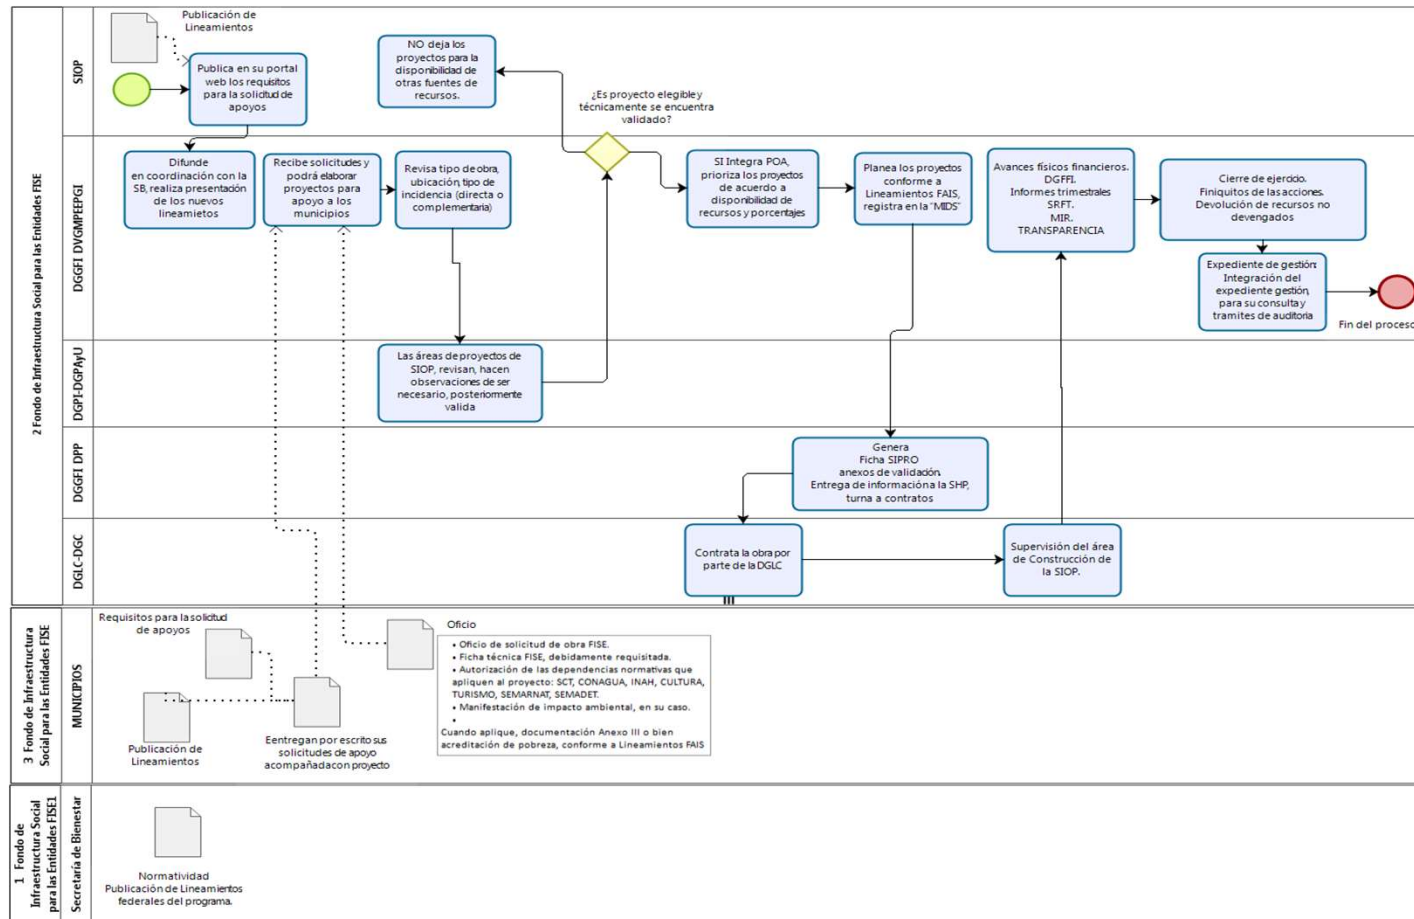 2 Fondo de Infraestructura Social para las Entidades FISE
SIOP
Publicación de
Lineamientos
Publica en su portal
web los requisitos
para la solicitud de
apoyos
NO deja los
proyectos para la
disponibilidad de
otras fuentes de
recursos.
¿Es proyecto elegible y
técnicamente se encuentra
validado?
DGGFI DVGMPEEPGI
Difunde
en coordinación con la
SB, realiza presentación
de los nuevos
lineamietos
Recibe solicitudes y
podrá elaborar
proyectos para
apoyo a los
municipios
Revisa tipo de obra,
ubicación, tipo de
incidencia (directa o
complementaria)
SI Integra POA,
prioliza los proyectos
de acuerdo a
disponibilidad de
recursos y porcentajes
Planea los proyectos
conforme a
Lineamientos FAIS,
registra en la "MIDS"
Avances físicos financieros.
DGFFI.
Informes trimestrales
SRFT.
MIR.
TRANSPARENCIA
Cierre de ejercicio.
Finiquitos de las acciones.
Devolución de recursos no
devengados
Expediente de gestión:
Integración del
expediente gestión,
para su consulta y
tramites de auditoria
Fin del proceso
DGPI-DGPAyU
Las áreas de proyectos de
SIOP, revisan, hacen
observaciones de ser
necesario, posteriormente
valida
DGGFI DPP
Genera
Ficha SIPRO
anexos de validación.
Entrega de información a la SHP,
turna a contratos
DGLC-DGC
Contrata la obra por
parte de la DGLC
Supervisión del área
de Construcción de
la SIOP.
3 Fondo de Infraestructura
Social para las Entidades FISE
MUNICIPIOS
Requisitos para la solicitud
de apoyos
Publicación de
Lineamientos
Eentregan por escrito sus
solicitudes de apoyo
acompañada con proyecto
Oficio
• Oficio de solicitud de obra FISE.
• Ficha técnica FISE, debidamente requisitada.
• Autorización de las dependencias normativas que
apliquen al proyecto: SCT, CONAGUA, INAH, CULTURA,
TURISMO, SEMARNAT, SEMADET.
• Manifestación de impacto ambiental, en su caso.
•
Cuando aplique, documentación Anexo III o bien
acreditación de pobreza, conforme a Lineamientos FAIS
1 Fondo de
Infraestructura Social
para las Entidades FISE1
Secretaría de Bienestar
Normatividad
Publicación de Lineamientos
federales del programa.